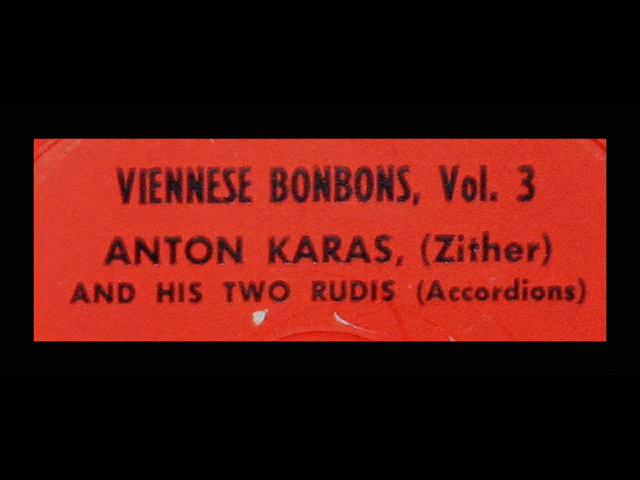 VIENNESE BONBONS, Vol. 3
ANTON KARAS, (Zither)
AND HIS TWO RUDIS (Accordions)